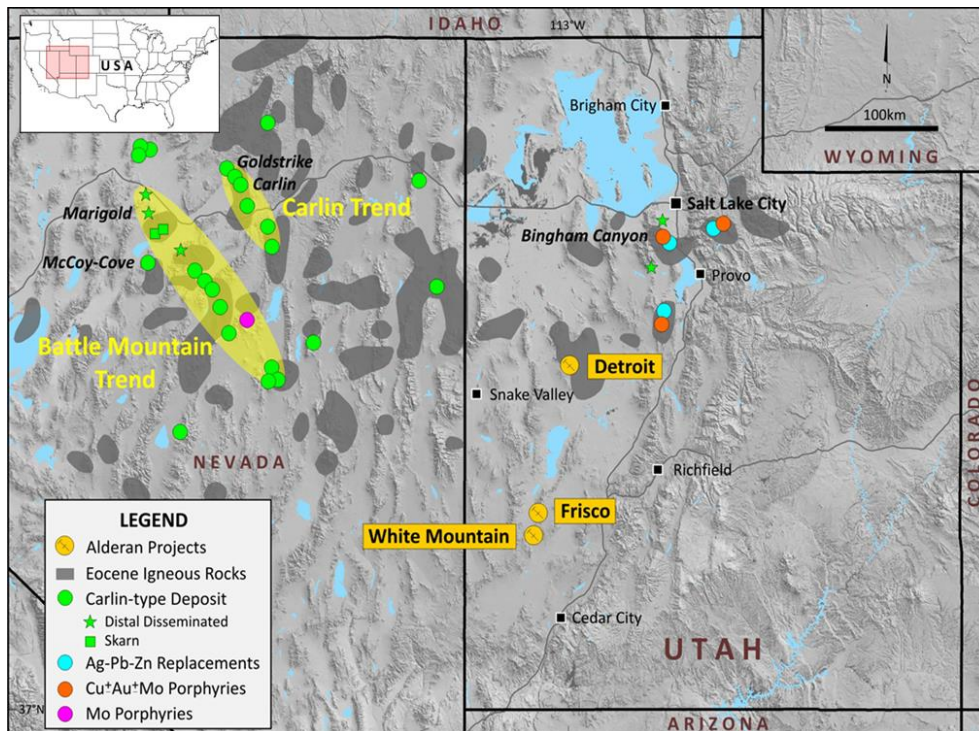 IDAHO
113°W
USA
N
100km
WYOMING
Brigham City
Goldstrike
Carlin
Carlin Trend
Marigold
McCoy-Cove
Salt Lake City
Bingham Canyon
Provo
Battle Mountain
Trend
Detroit
Snake Valley
COLORADO
NEVADA
Richfield
Frisco
White Mountain
LEGEND
Alderan Projects
Eocene Igneous Rocks
Carlin-type Deposit
Distal Disseminated
Skarn
Ag-Pb-Zn Replacements
Cu⁺Au⁺Mo Porphyries
Mo Porphyries
Cedar City
UTAH
37°N
ARIZONA